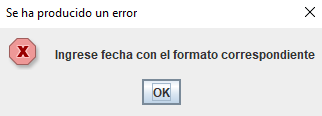 Se ha producido un error
Ingrese fecha con el formato correspondiente
OK